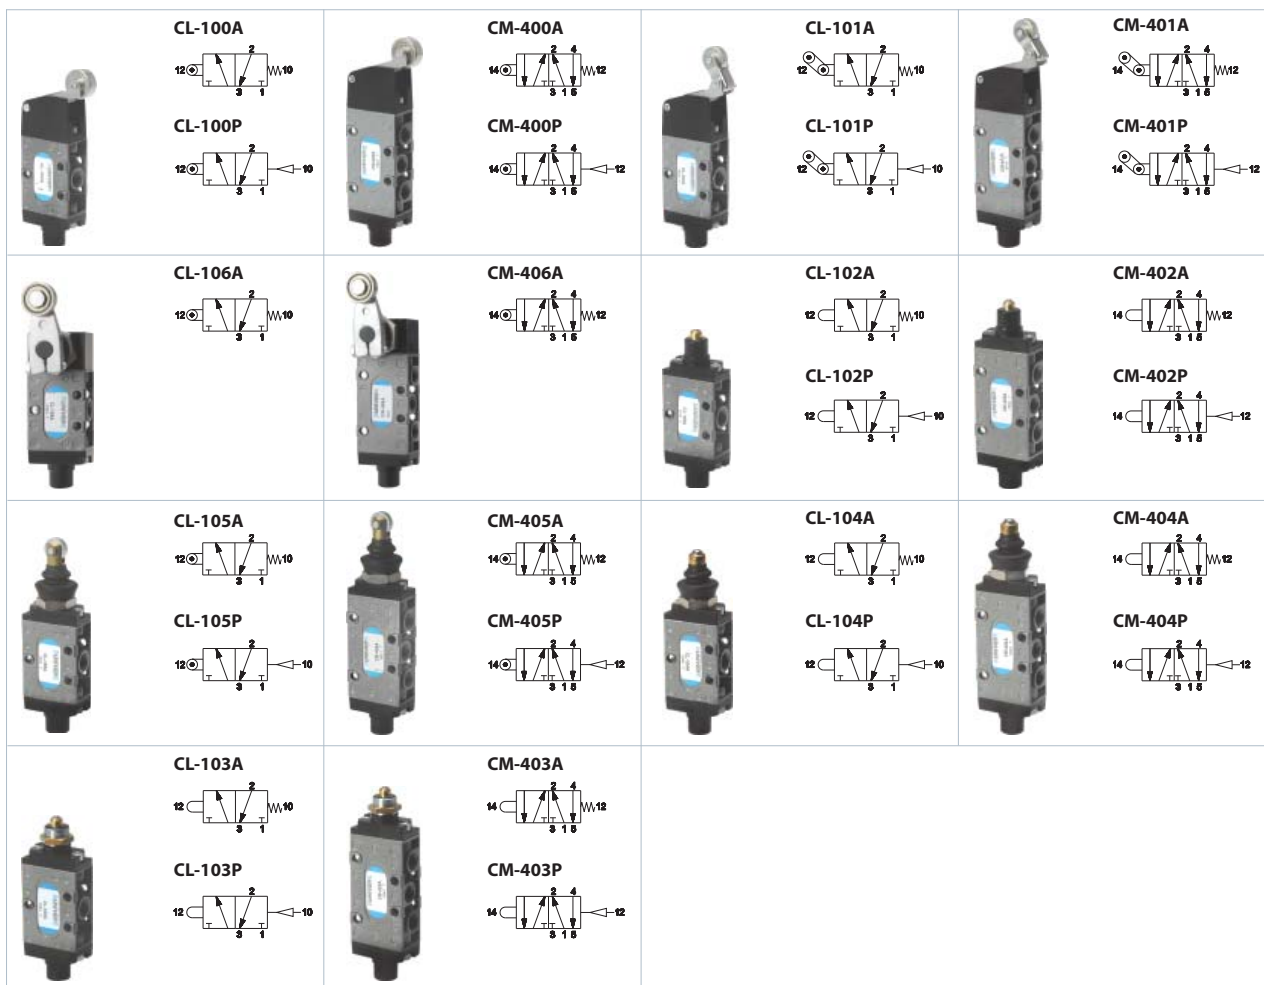 CL-100A
2
12 10
3 1
CL-100P
2
12 10
3 1
CM-400A
2 4
14 12
3 1 5
CM-400P
2 4
14 12
3 1 5
CL-101A
2
12 10
3 1
CL-101P
2
12 10
3 1
CM-401A
2 4
14 12
3 1 5
CM-401P
2 4
14 12
3 1 5
CL-106A
2
12 10
3 1
CM-406A
2 4
14 12
3 1 5
CL-102A
2
12 10
3 1
CL-102P
2
12 10
3 1
CM-402A
2 4
14 12
3 1 5
CM-402P
2 4
14 12
3 1 5
CL-105A
2
12 10
3 1
CL-105P
2
12 10
3 1
CM-405A
2 4
14 12
3 1 5
CM-405P
2 4
14 12
3 1 5
CL-104A
2
12 10
3 1
CL-104P
2
12 10
3 1
CM-404A
2 4
14 12
3 1 5
CM-404P
2 4
14 12
3 1 5
CL-103A
2
12 10
3 1
CL-103P
2
12 10
3 1
CM-403A
2 4
14 12
3 1 5
CM-403P
2 4
14 12
3 1 5